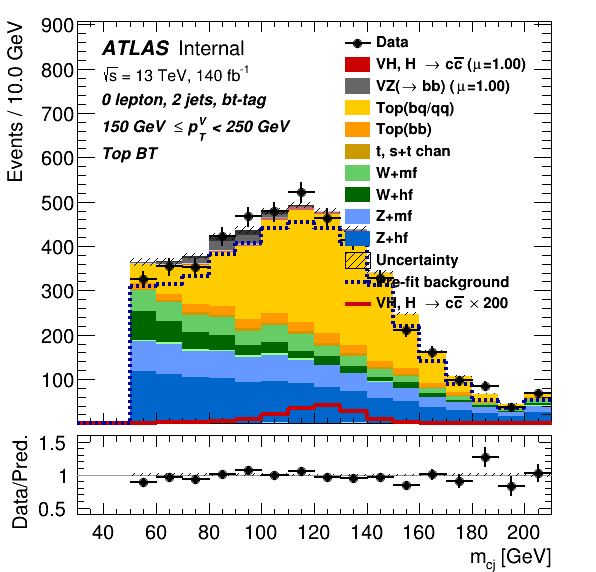 Events / 10.0 GeV
900
800
700
600
500
400
300
200
100
ATLAS Internal
√s = 13 TeV, 140 fb⁻¹
0 lepton, 2 jets, bt-tag
150 GeV ≤ p_T^V < 250 GeV
Top BT
Data
VH, H → cc̅ (μ=1.00)
VZ(→ bb) (μ=1.00)
Top(bq/qq)
Top(bb)
t, s+t chan
W+mf
W+hf
Z+mf
Z+hf
Uncertainty
Pre-fit background
VH, H → cc̅ × 200
Data/Pred.
1.5
1
0.5
40 60 80 100 120 140 160 180 200
m_cj [GeV]